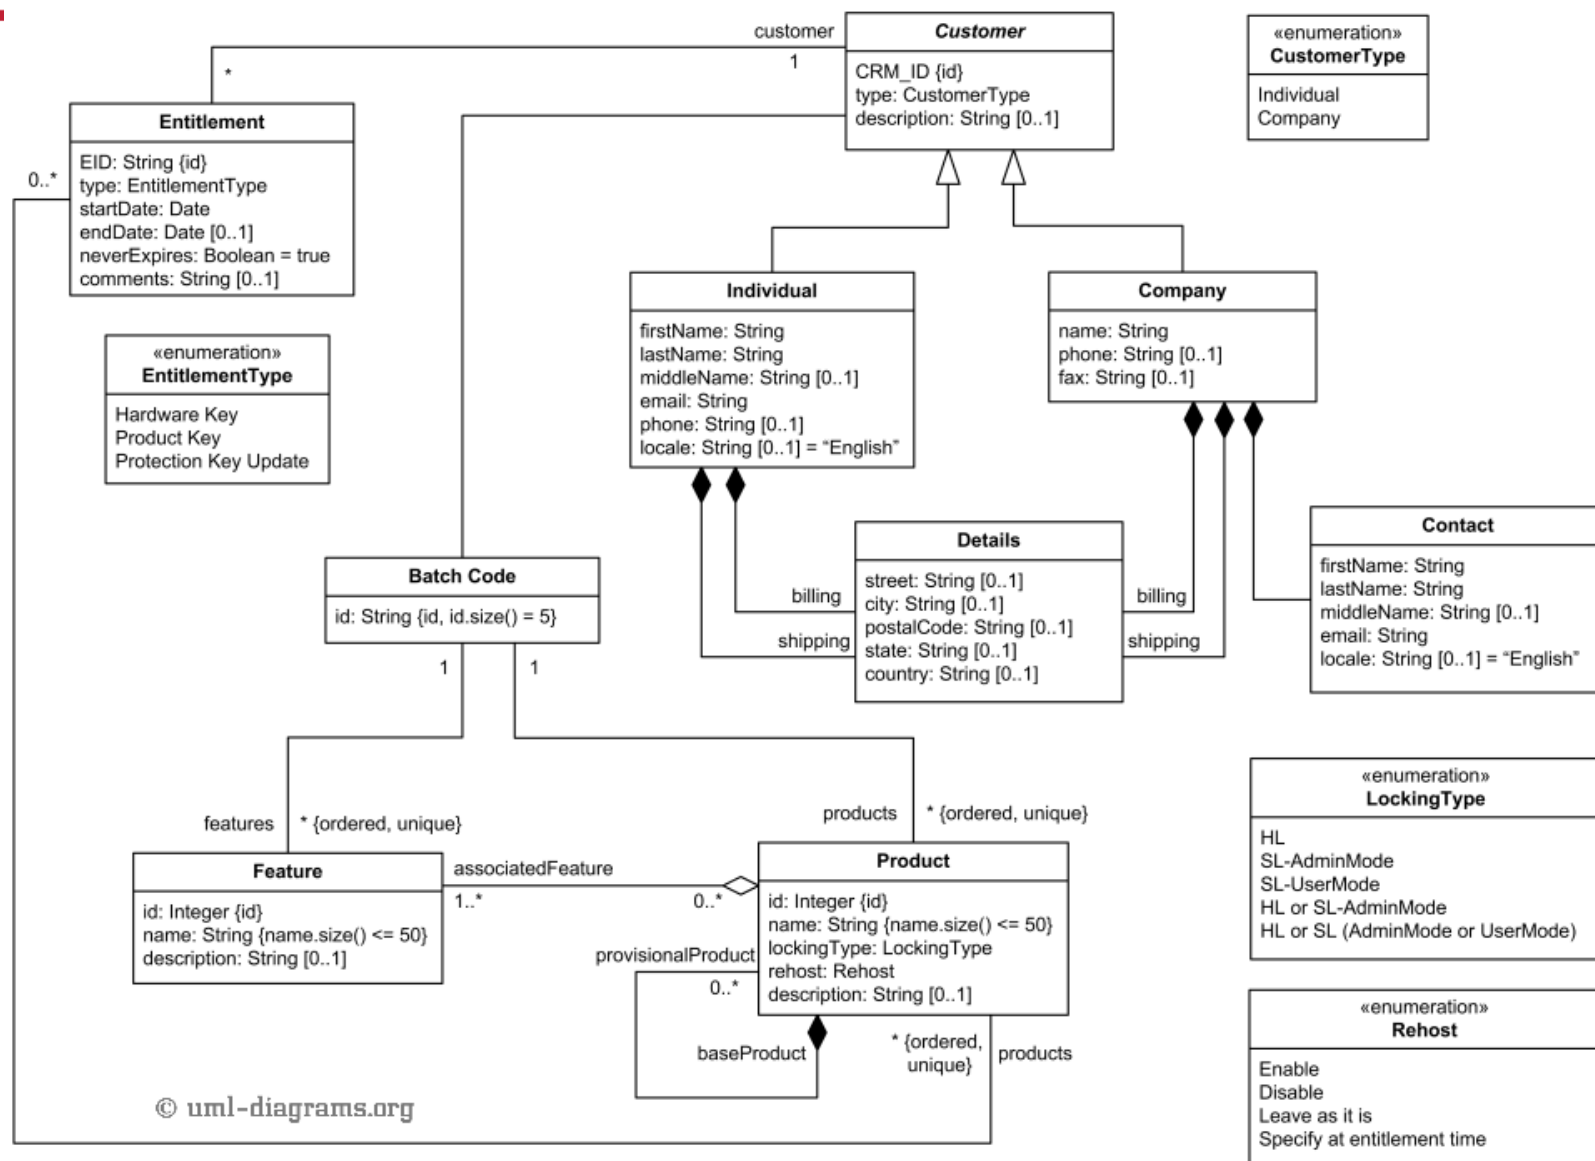 customer
1
*
Customer
CRM_ID {id}
type: CustomerType
description: String [0..1]
«enumeration»
CustomerType
Individual
Company
Entitlement
EID: String {id}
type: EntitlementType
startDate: Date
endDate: Date [0..1]
neverExpires: Boolean = true
comments: String [0..1]
0..*
«enumeration»
EntitlementType
Hardware Key
Product Key
Protection Key Update
Individual
firstName: String
lastName: String
middleName: String [0..1]
email: String
phone: String [0..1]
locale: String [0..1] = “English”
Company
name: String
phone: String [0..1]
fax: String [0..1]
Batch Code
id: String {id, id.size() = 5}
1
1
billing
shipping
Details
street: String [0..1]
city: String [0..1]
postalCode: String [0..1]
state: String [0..1]
country: String [0..1]
billing
shipping
Contact
firstName: String
lastName: String
middleName: String [0..1]
email: String
locale: String [0..1] = “English”
features
* {ordered, unique}
products
* {ordered, unique}
Feature
id: Integer {id}
name: String {name.size() <= 50}
description: String [0..1]
associatedFeature
1..*
0..*
Product
id: Integer {id}
name: String {name.size() <= 50}
lockingType: LockingType
rehost: Rehost
description: String [0..1]
provisionalProduct
0..*
baseProduct
* {ordered,
unique}
products
«enumeration»
LockingType
HL
SL-AdminMode
SL-UserMode
HL or SL-AdminMode
HL or SL (AdminMode or UserMode)
«enumeration»
Rehost
Enable
Disable
Leave as it is
Specify at entitlement time
© uml-diagrams.org